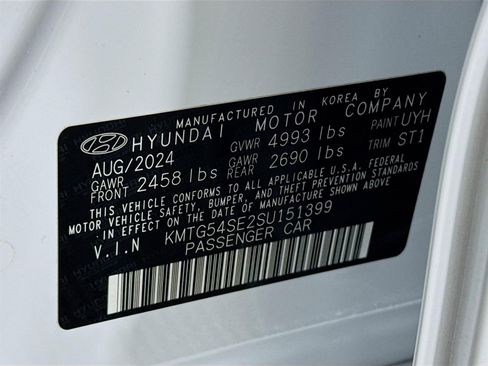 MANUFACTURED IN KOREA BY
HYUNDAI MOTOR COMPANY
AUG/2024 GVWR 4993 lbs PAINT UYH
GAWR FRONT 2458 lbs GAWR REAR 2690 lbs TRIM ST1
THIS VEHICLE CONFORMS TO ALL APPLICABLE U.S.A. FEDERAL
MOTOR VEHICLE SAFETY, BUMPER, AND THEFT PREVENTION STANDARDS
IN EFFECT ON THE DATE OF MANUFACTURE SHOWN ABOVE.
V.I.N KMTG54SE2SU151399
PASSENGER CAR